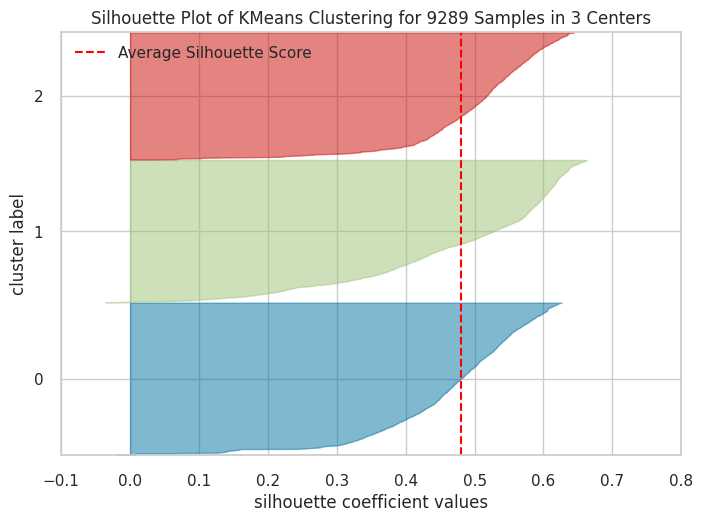 Silhouette Plot of KMeans Clustering for 9289 Samples in 3 Centers
Average Silhouette Score
2
1
0
cluster label
−0.1 0.0 0.1 0.2 0.3 0.4 0.5 0.6 0.7 0.8
silhouette coefficient values